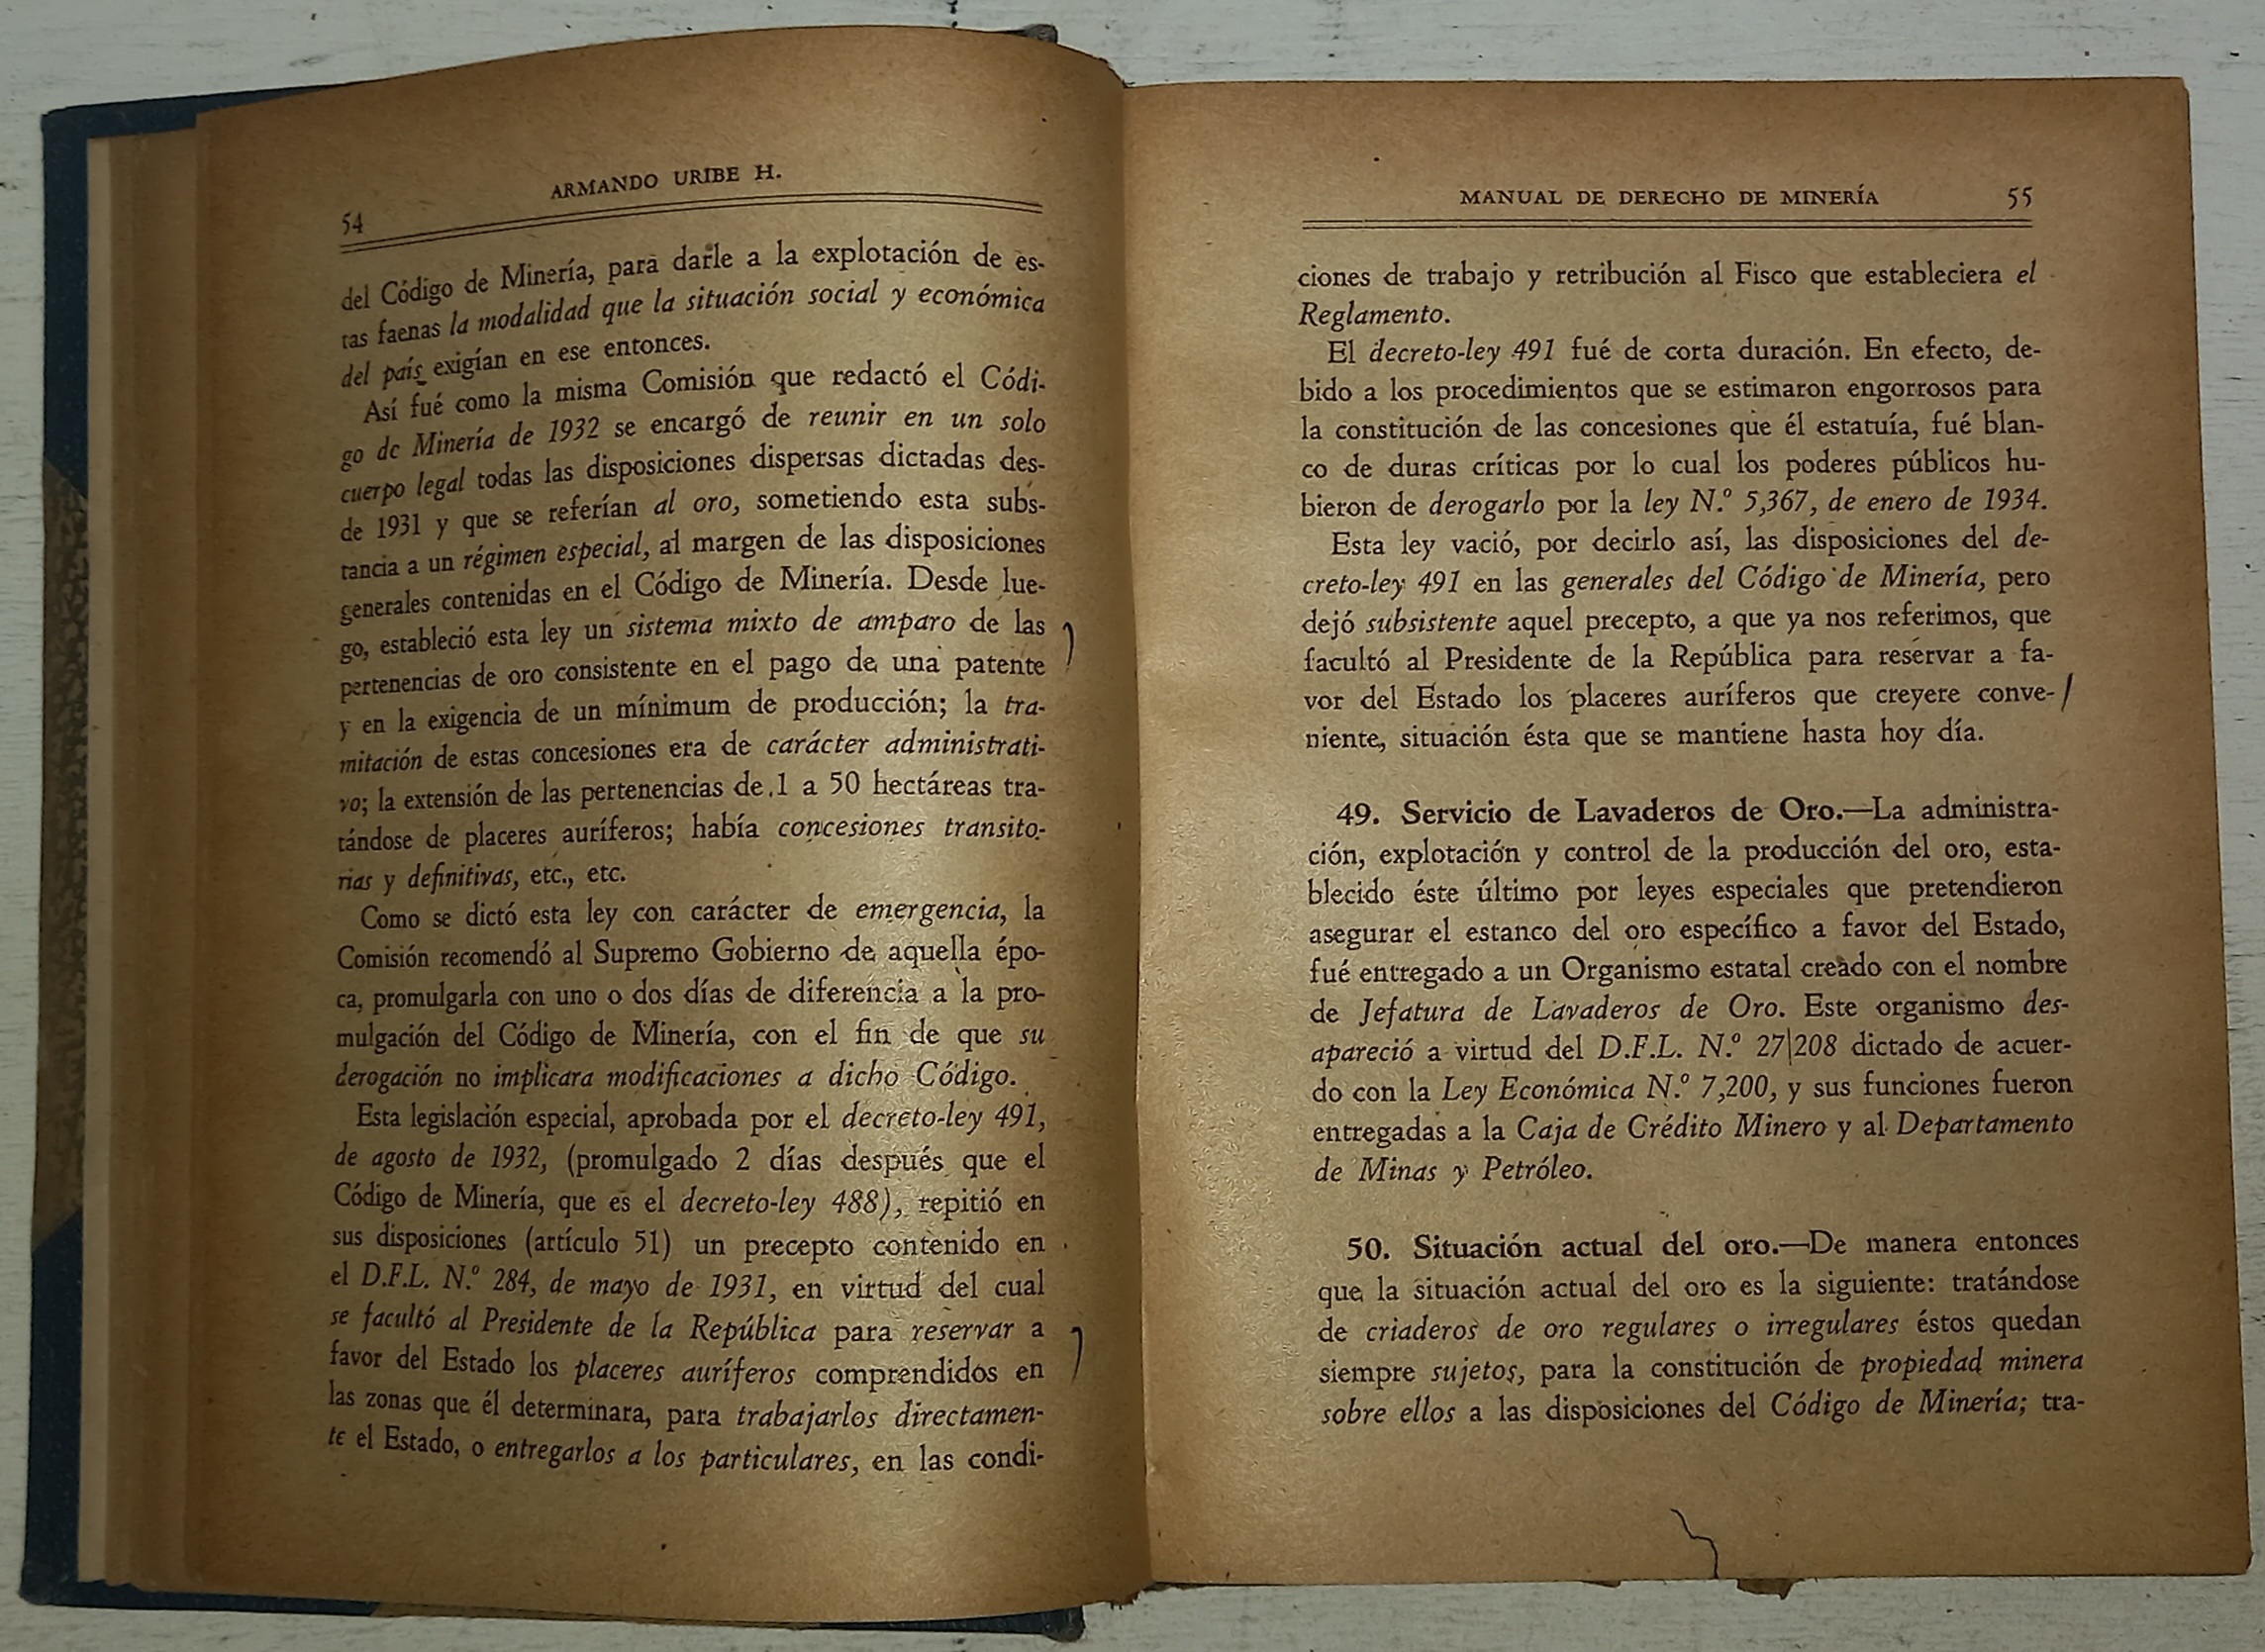 ARMANDO URIBE H.
54
del Código de Minería, para darle a la explotación de es-
tas faenas la modalidad que la situación social y económica
del país exigían en ese entonces.
Así fué como la misma Comisión que redactó el Códi-
go de Minería de 1932 se encargó de reunir en un solo
cuerpo legal todas las disposiciones dispersas dictadas des-
de 1931 y que se referían al oro, sometiendo esta subs-
tancia a un régimen especial, al margen de las disposiciones
generales contenidas en el Código de Minería. Desde lue-
go, estableció esta ley un sistema mixto de amparo de las
pertenencias de oro consistente en el pago de una patente
y en la exigencia de un mínimum de producción; la tra-
mitación de estas concesiones era de carácter administrati-
vo; la extensión de las pertenencias de 1 a 50 hectáreas tra-
tándose de placeres auríferos; había concesiones transito-
rias y definitivas, etc., etc.
Como se dictó esta ley con carácter de emergencia, la
Comisión recomendó al Supremo Gobierno de aquella épo-
ca, promulgarla con uno o dos días de diferencia a la pro-
mulgación del Código de Minería, con el fin de que su
derogación no implicara modificaciones a dicho Código.
Esta legislación especial, aprobada por el decreto-ley 491,
de agosto de 1932, (promulgado 2 días después que el
Código de Minería, que es el decreto-ley 488), repitió en
sus disposiciones (artículo 51) un precepto contenido en
el D.F.L. N.º 284, de mayo de 1931, en virtud del cual
se facultó al Presidente de la República para reservar a
favor del Estado los placeres auríferos comprendidos en
las zonas que él determinara, para trabajarlos directamen-
te el Estado, o entregarlos a los particulares, en las condi-
MANUAL DE DERECHO DE MINERÍA 55
ciones de trabajo y retribución al Fisco que estableciera el
Reglamento.
El decreto-ley 491 fué de corta duración. En efecto, de-
bido a los procedimientos que se estimaron engorrosos para
la constitución de las concesiones que él estatuía, fué blan-
co de duras críticas por lo cual los poderes públicos hu-
bieron de derogarlo por la ley N.º 5,367, de enero de 1934.
Esta ley vació, por decirlo así, las disposiciones del de-
creto-ley 491 en las generales del Código de Minería, pero
dejó subsistente aquel precepto, a que ya nos referimos, que
facultó al Presidente de la República para reservar a fa-
vor del Estado los placeres auríferos que creyere conve-
niente, situación ésta que se mantiene hasta hoy día.
49. Servicio de Lavaderos de Oro.—La administra-
ción, explotación y control de la producción del oro, esta-
blecido éste último por leyes especiales que pretendieron
asegurar el estanco del oro específico a favor del Estado,
fué entregado a un Organismo estatal creado con el nombre
de Jefatura de Lavaderos de Oro. Este organismo des-
apareció a virtud del D.F.L. N.º 27|208 dictado de acuer-
do con la Ley Económica N.º 7,200, y sus funciones fueron
entregadas a la Caja de Crédito Minero y al Departamento
de Minas y Petróleo.
50. Situación actual del oro.—De manera entonces
que la situación actual del oro es la siguiente: tratándose
de criaderos de oro regulares o irregulares éstos quedan
siempre sujetos, para la constitución de propiedad minera
sobre ellos a las disposiciones del Código de Minería; tra-